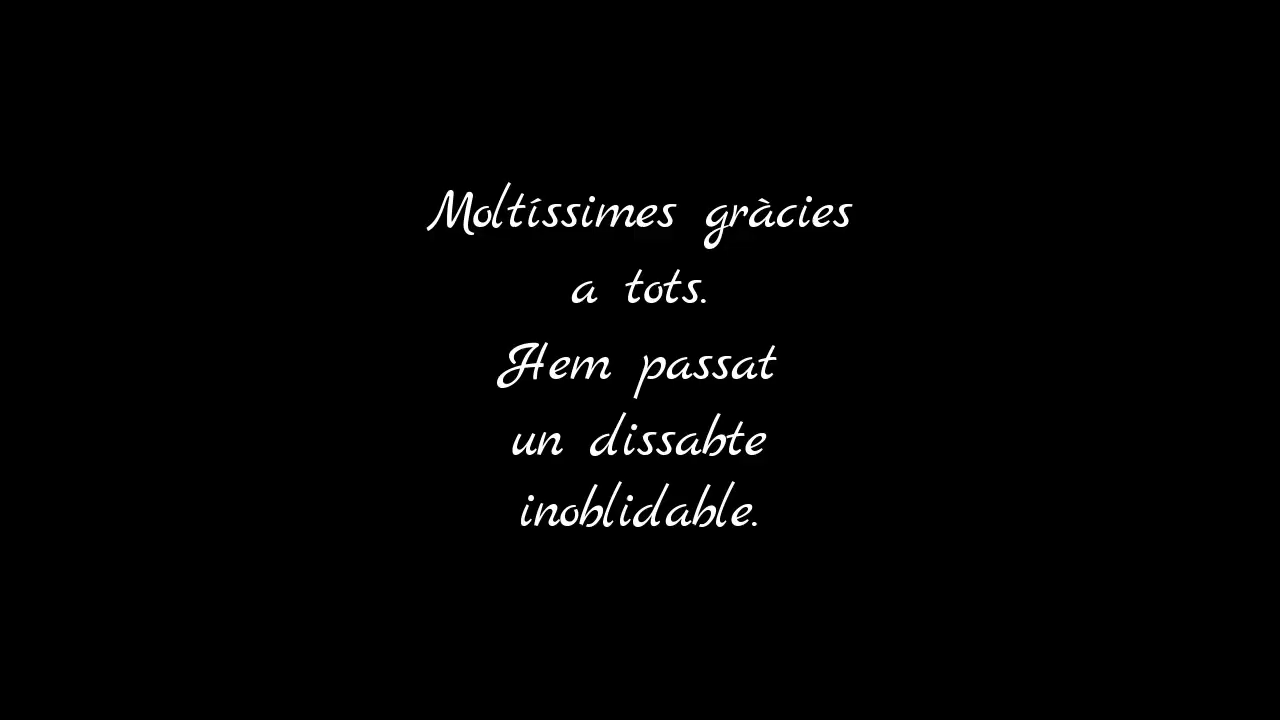 Moltíssimes gràcies
a tots.
Hem passat
un dissabte
inoblidable.